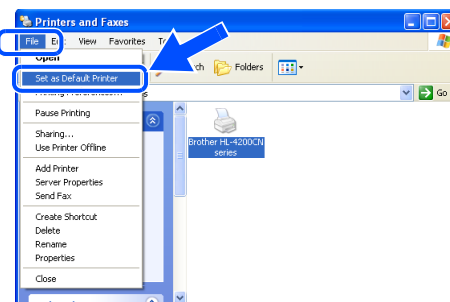 Printers and Faxes
File View Favorites
Folders
Open
Set as Default Printer
Go
Pause Printing
Sharing...
Use Printer Offline
Brother HL-4200CN
series
Add Printer
Server Properties
Send Fax
Create Shortcut
Delete
Rename
Properties
Close